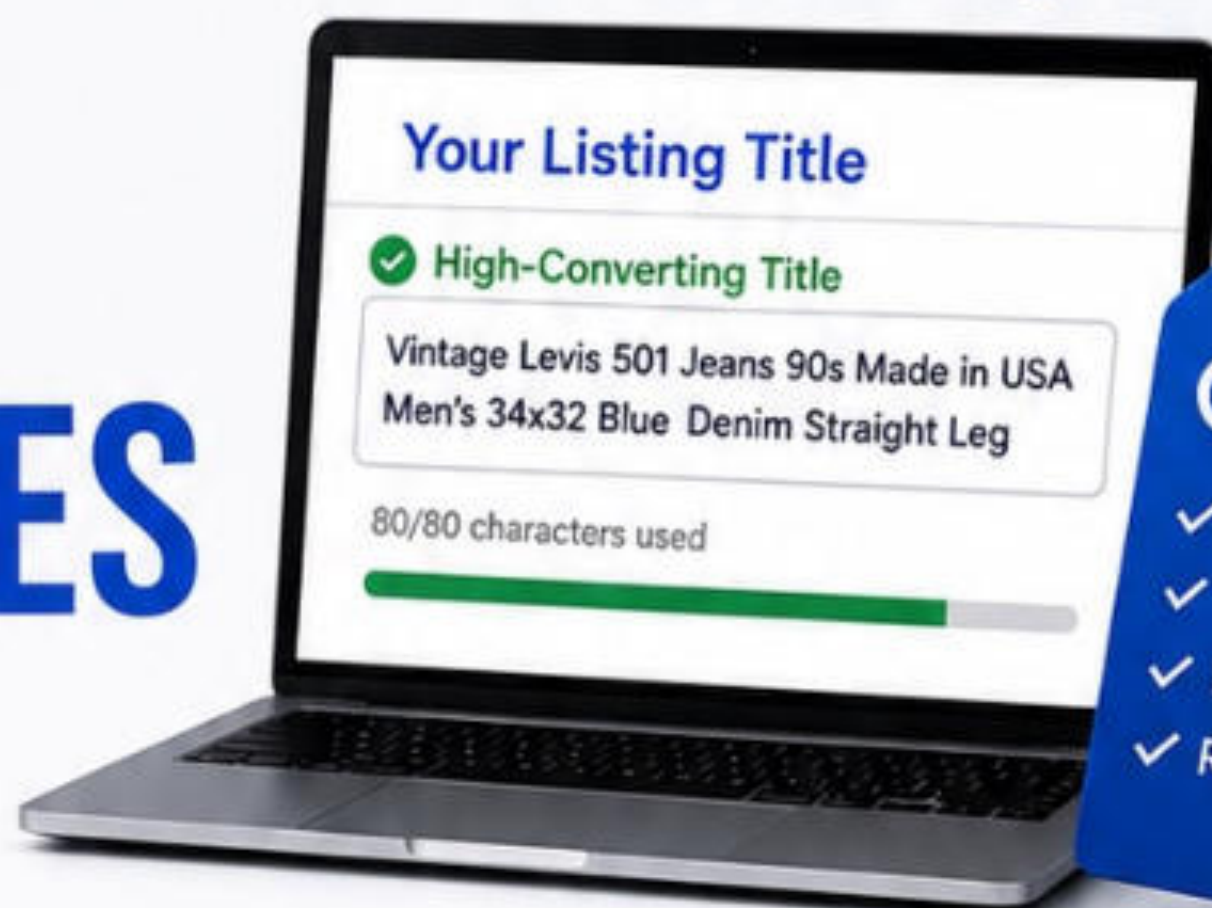 Your Listing Title
High-Converting Title
Vintage Levis 501 Jeans 90s Made in USA
Men's 34x32 Blue Denim Straight Leg
80/80 characters used
ES
R